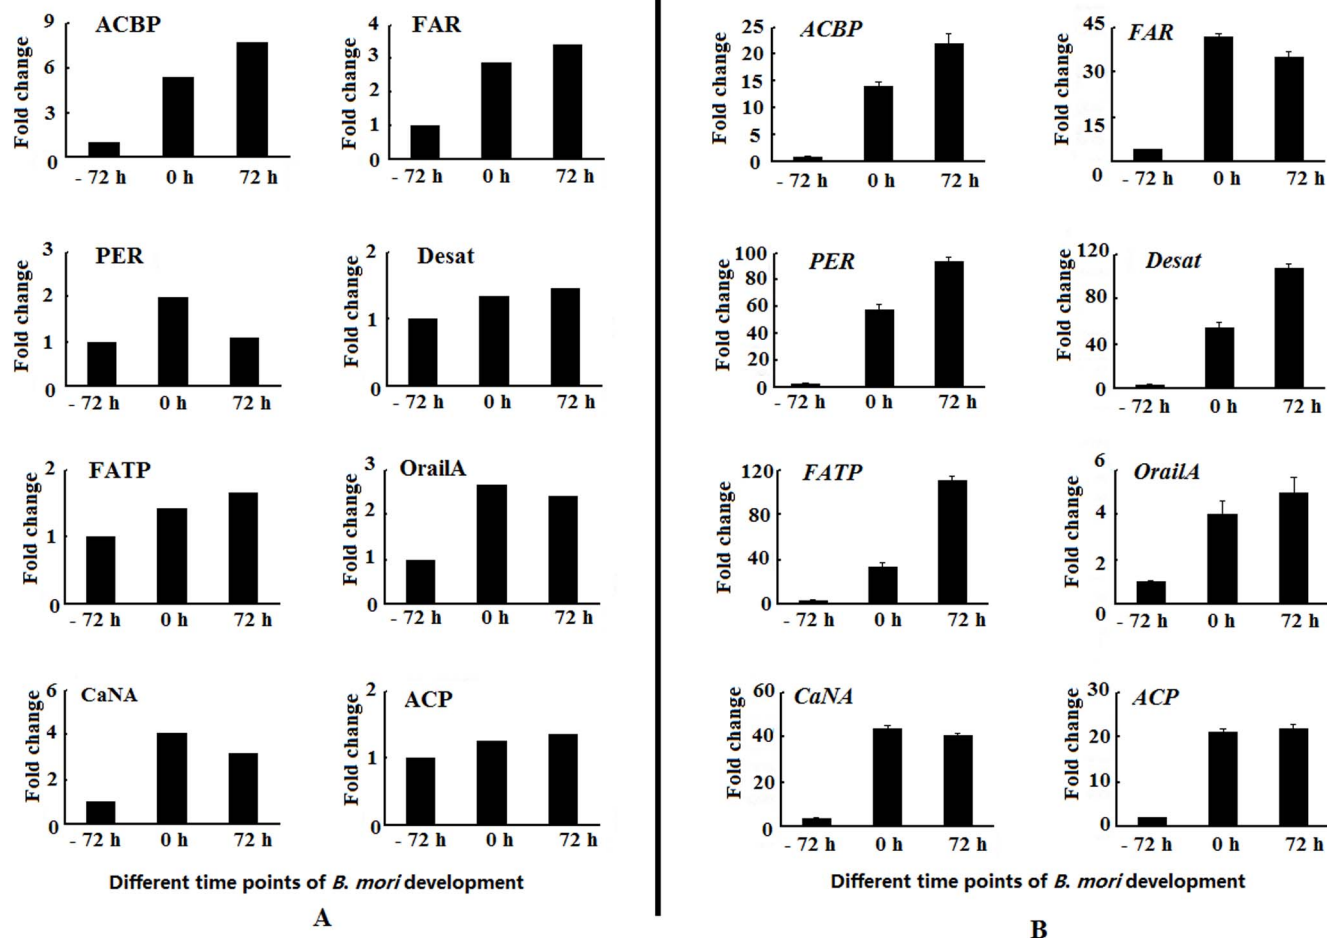 ACBP
Fold change
9
6
3
0
- 72 h 0 h 72 h
FAR
Fold change
4
3
2
1
0
- 72 h 0 h 72 h
PER
Fold change
3
2
1
0
- 72 h 0 h 72 h
Desat
Fold change
2
1
0
- 72 h 0 h 72 h
FATP
Fold change
2
1
0
- 72 h 0 h 72 h
OrailA
Fold change
3
2
1
0
- 72 h 0 h 72 h
CaNA
Fold change
6
4
2
0
- 72 h 0 h 72 h
ACP
Fold change
2
1
0
- 72 h 0 h 72 h
Different time points of B. mori development
A
ACBP
Fold change
25
20
15
10
5
0
- 72 h 0 h 72 h
FAR
Fold change
45
30
15
0
- 72 h 0 h 72 h
PER
Fold change
100
80
60
40
20
0
- 72 h 0 h 72 h
Desat
Fold change
120
80
40
0
- 72 h 0 h 72 h
FATP
Fold change
120
80
40
0
- 72 h 0 h 72 h
OrailA
Fold change
6
4
2
0
- 72 h 0 h 72 h
CaNA
Fold change
60
40
20
0
- 72 h 0 h 72 h
ACP
Fold change
30
20
10
0
- 72 h 0 h 72 h
Different time points of B. mori development
B